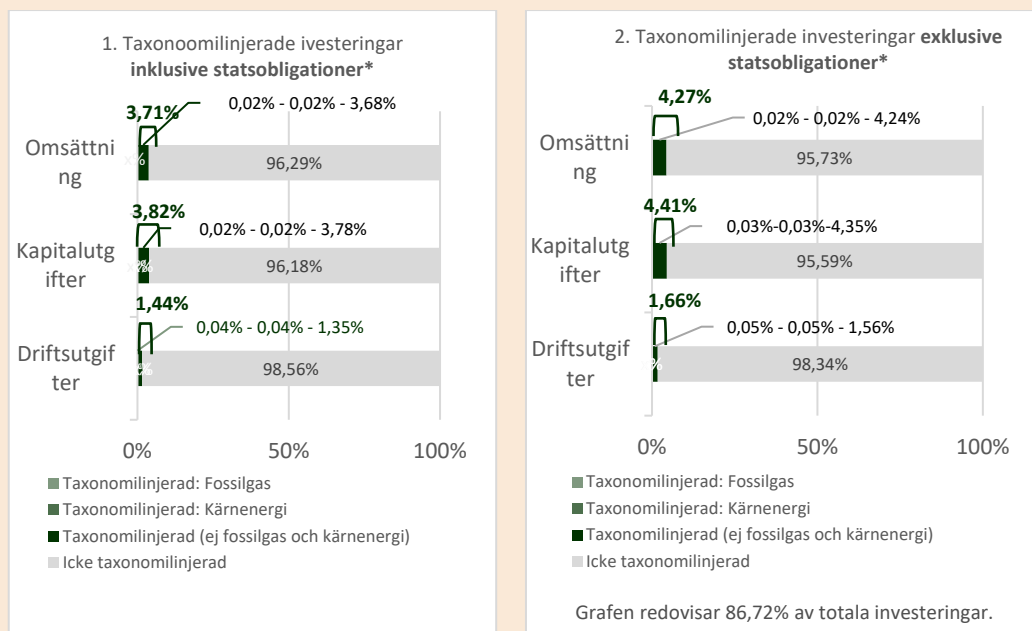 1. Taxonoomilinjerade ivesteringar
inklusive statsobligationer*
3,71%
0,02% - 0,02% - 3,68%
Omsättni
ng
96,29%
3,82%
0,02% - 0,02% - 3,78%
Kapitalutg
ifter
96,18%
1,44%
0,04% - 0,04% - 1,35%
Driftsutgif
ter
98,56%
0%
50%
100%
Taxonomilinjerad: Fossilgas
Taxonomilinjerad: Kärnenergi
Taxonomilinjerad (ej fossilgas och kärnenergi)
Icke taxonomilinjerad
2. Taxonomilinjerade investeringar exklusive
statsobligationer*
4,27%
0,02% - 0,02% - 4,24%
Omsättni
ng
95,73%
4,41%
0,03%-0,03%-4,35%
Kapitalutg
ifter
95,59%
1,66%
0,05% - 0,05% - 1,56%
Driftsutgif
ter
98,34%
0%
50%
100%
Taxonomilinjerad: Fossilgas
Taxonomilinjerad: Kärnenergi
Taxonomilinjerad (ej fossilgas och kärnenergi)
Icke taxonomilinjerad
Grafen redovisar 86,72% av totala investeringar.